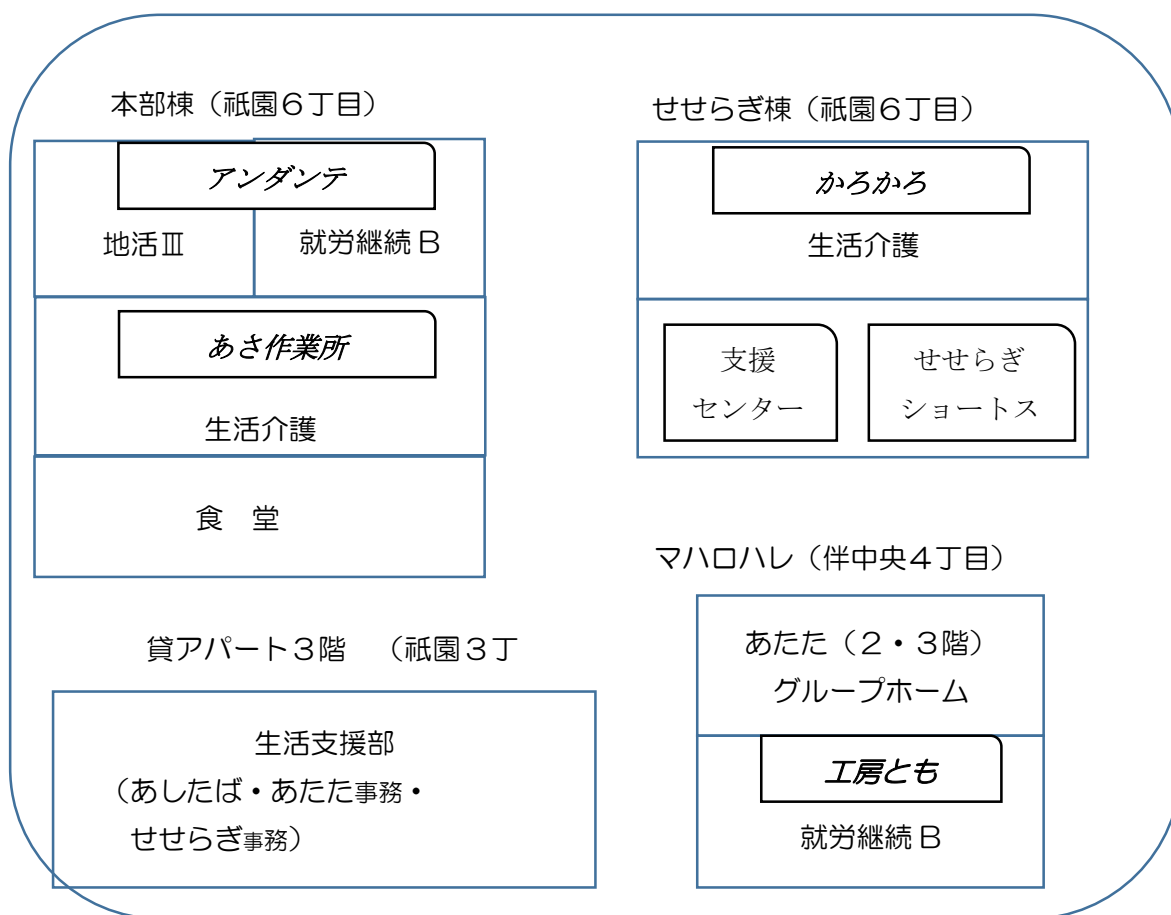 本部棟（祇園６丁目）
アンダンテ
地活Ⅲ
就労継続Ｂ
あさ作業所
生活介護
食　堂
せせらぎ棟（祇園６丁目）
かろかろ
生活介護
支援
センター
せせらぎ
ショートス
貸アパート３階　（祇園３丁
生活支援部
（あしたば・あたた事務・
せせらぎ事務）
マハロハレ（伴中央４丁目）
あたた（２・３階）
グループホーム
工房とも
就労継続Ｂ